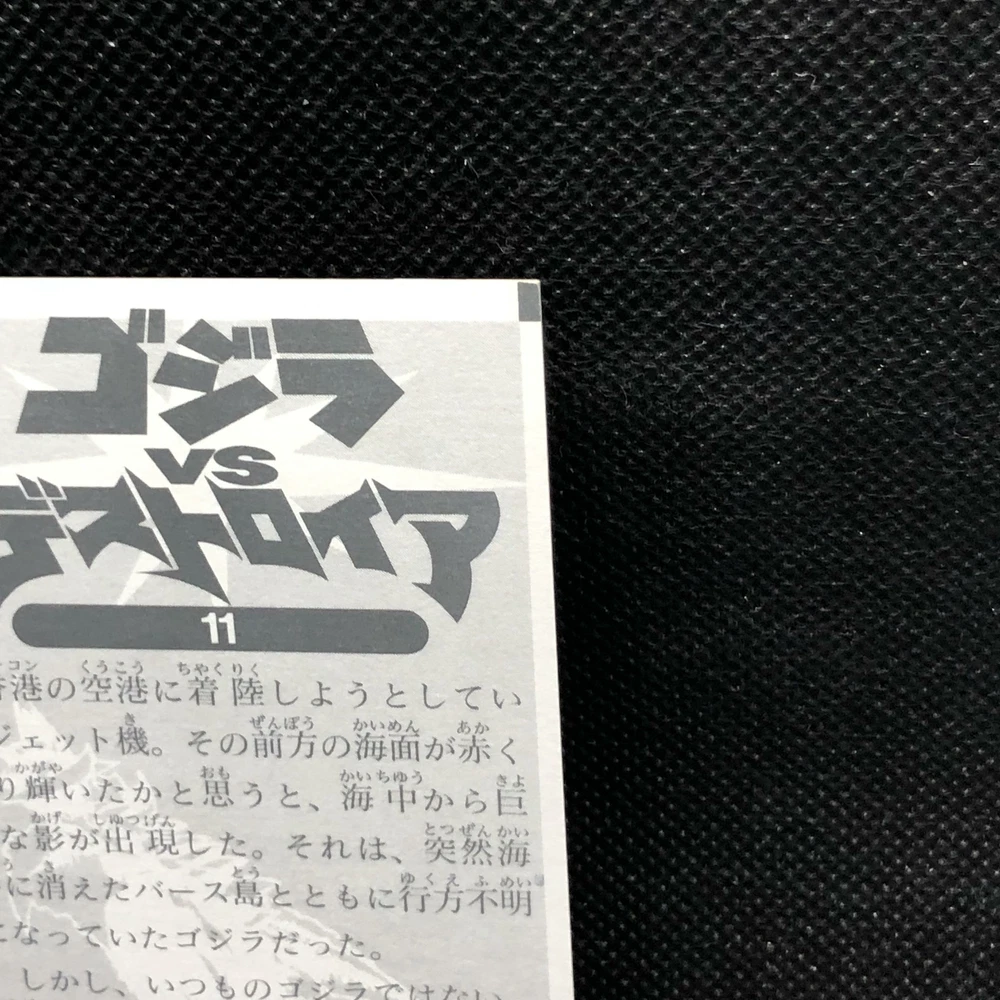 ゴジラ
VS
デストロイア
11
香港の空港に着陸しようとしてい
ジェット機。その前方の海面が赤く
り輝いたかと思うと、海中から巨
な影が出現した。それは、突然海
に消えたバース島とともに行方不明
になっていたゴジラだった。
しかし、いつものゴジラではない